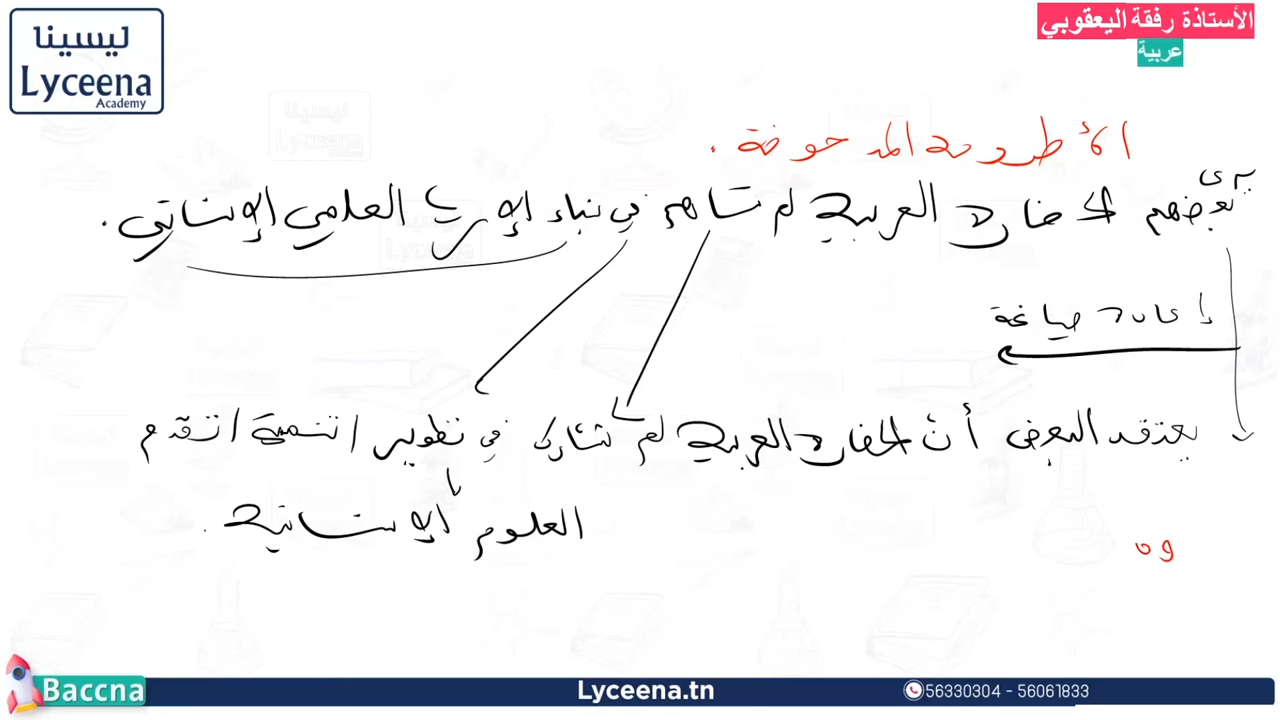 ليسينا
Lyceena
Academy
الأستاذة رفقة اليعقوبي
عربية
الأطروحة المدحوضة.
يرى
بعضهم الحضارة العربية لم تساهم في بناء الإرث العلمي الإنساني.
إعادة صياغة
يعتقد البعض أنّ الحضارة العربية لم تشارك في تطوير / تنمية / تقدم
العلوم الإنسانية.
Baccna
Lyceena.tn
56330304 - 56061833